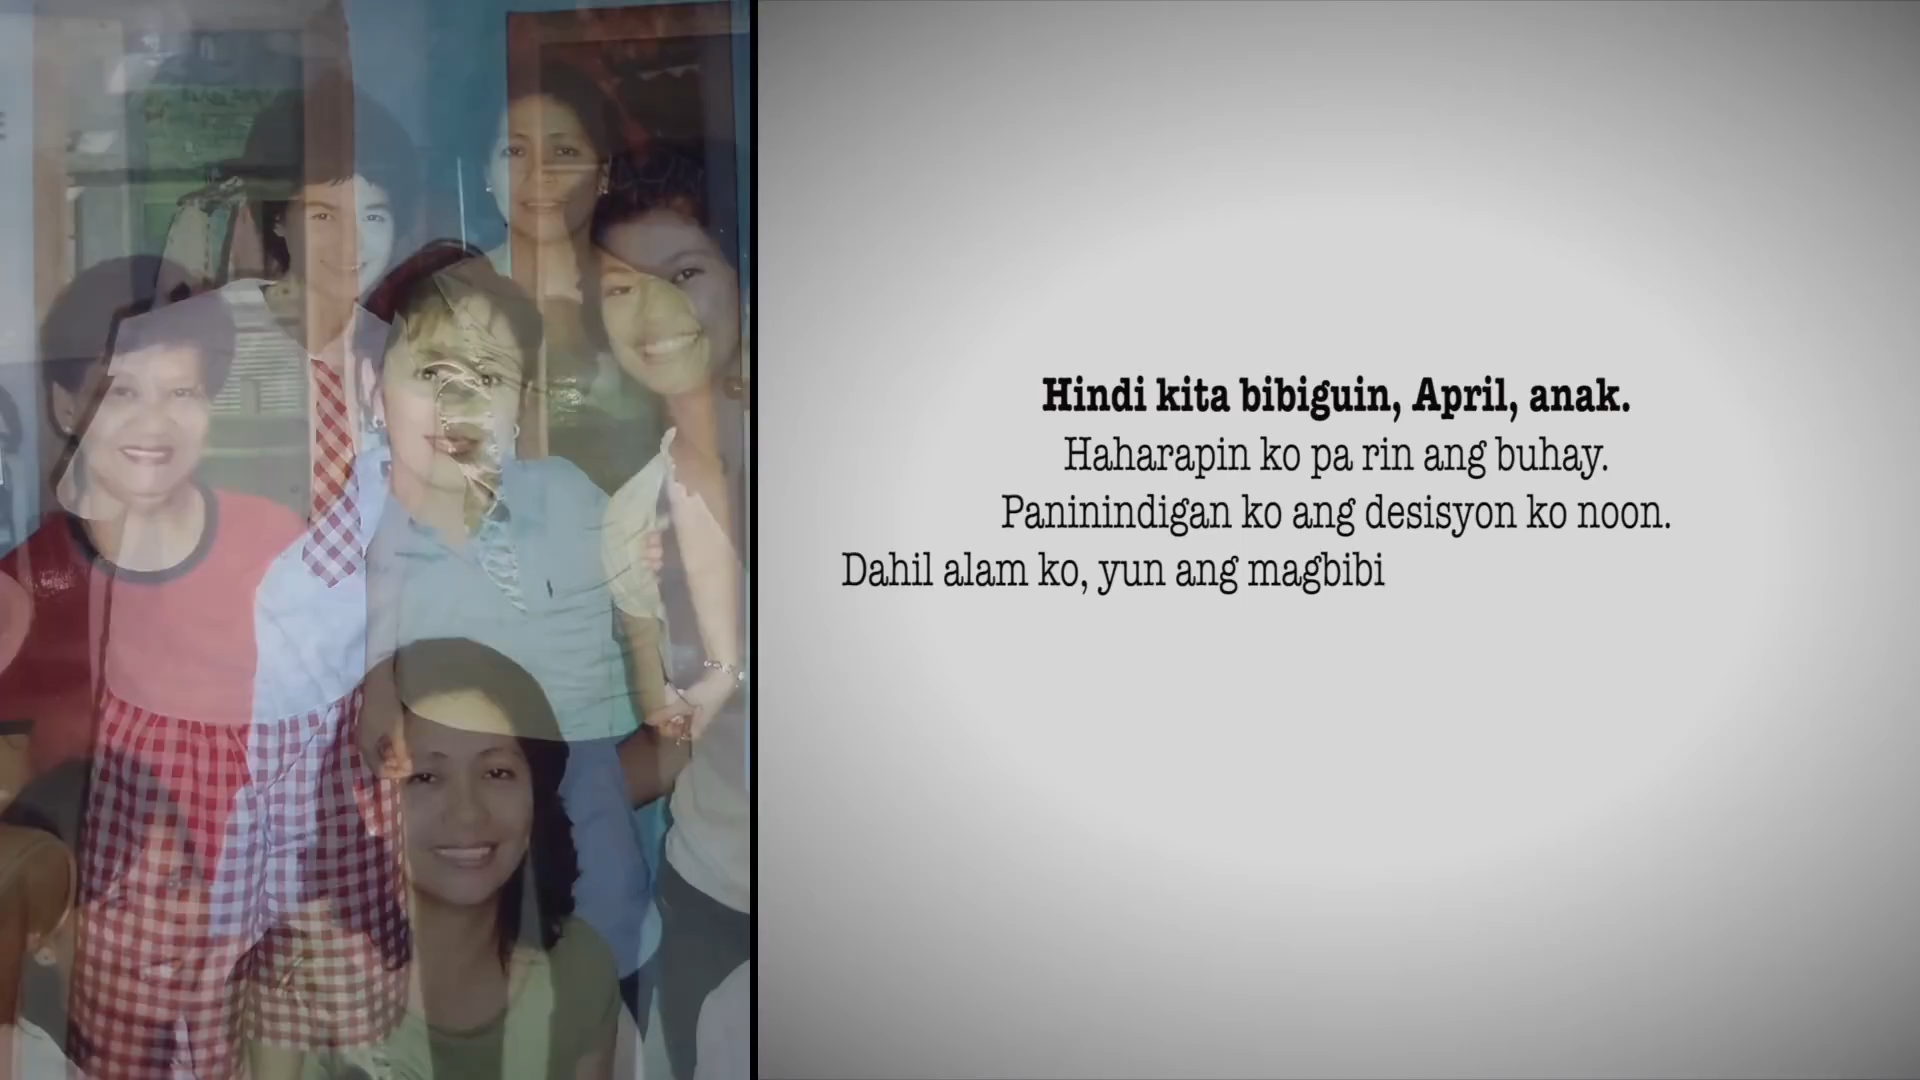 Hindi kita bibiguin, April, anak.
Haharapin ko pa rin ang buhay.
Paninindigan ko ang desisyon ko noon.
Dahil alam ko, yun ang magbibi